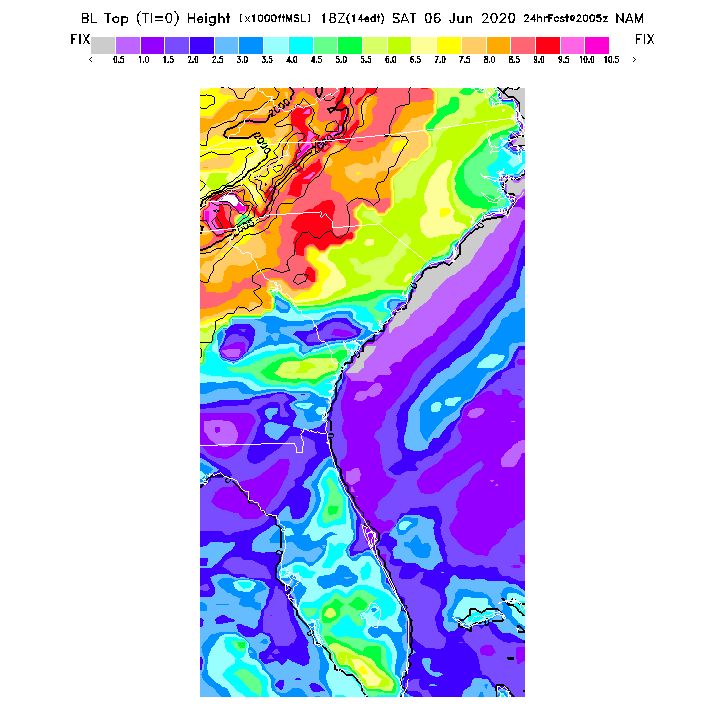 BL Top (TI=0) Height [x1000ftMSL] 18Z(14edt) SAT 06 Jun 2020 24hrFcst@2005z NAM
FIX FIX
< 0.5 1.0 1.5 2.0 2.5 3.0 3.5 4.0 4.5 5.0 5.5 6.0 6.5 7.0 7.5 8.0 8.5 9.0 9.5 10.0 10.5 >
2000
2000